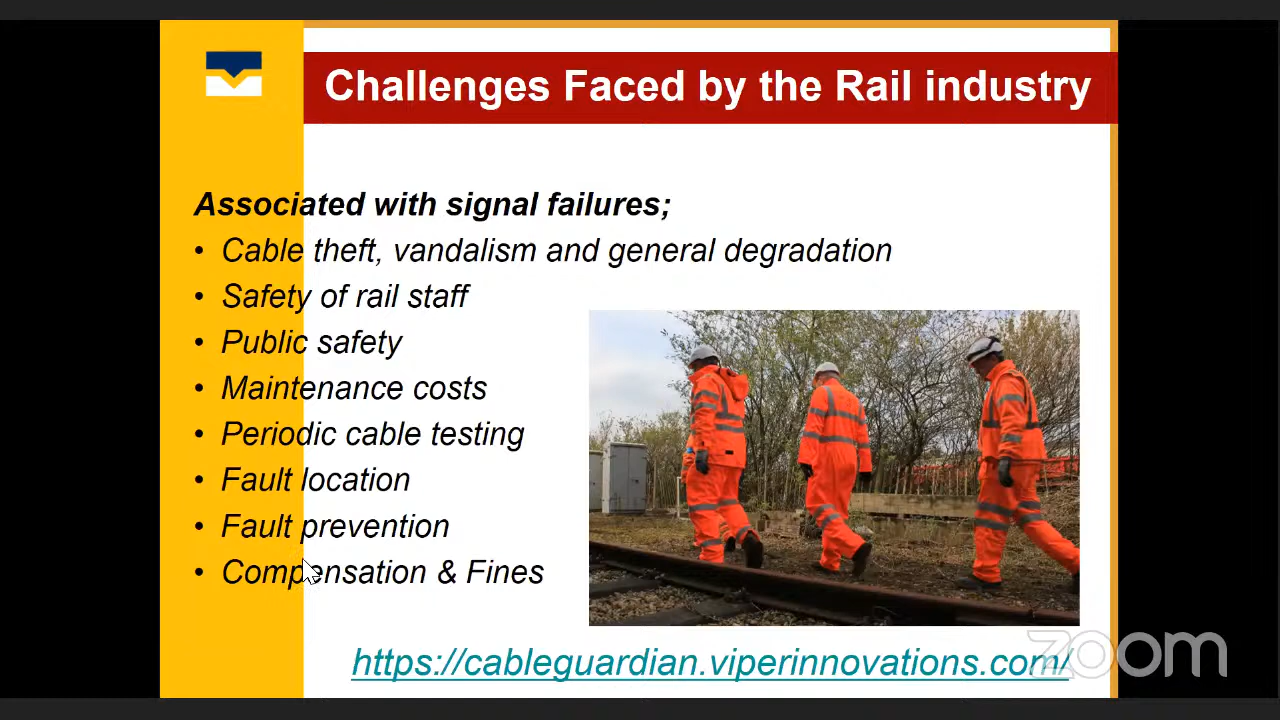 Challenges Faced by the Rail industry
Associated with signal failures;
• Cable theft, vandalism and general degradation
• Safety of rail staff
• Public safety
• Maintenance costs
• Periodic cable testing
• Fault location
• Fault prevention
• Compensation & Fines
https://cableguardian.viperinnovations.com/
zoom